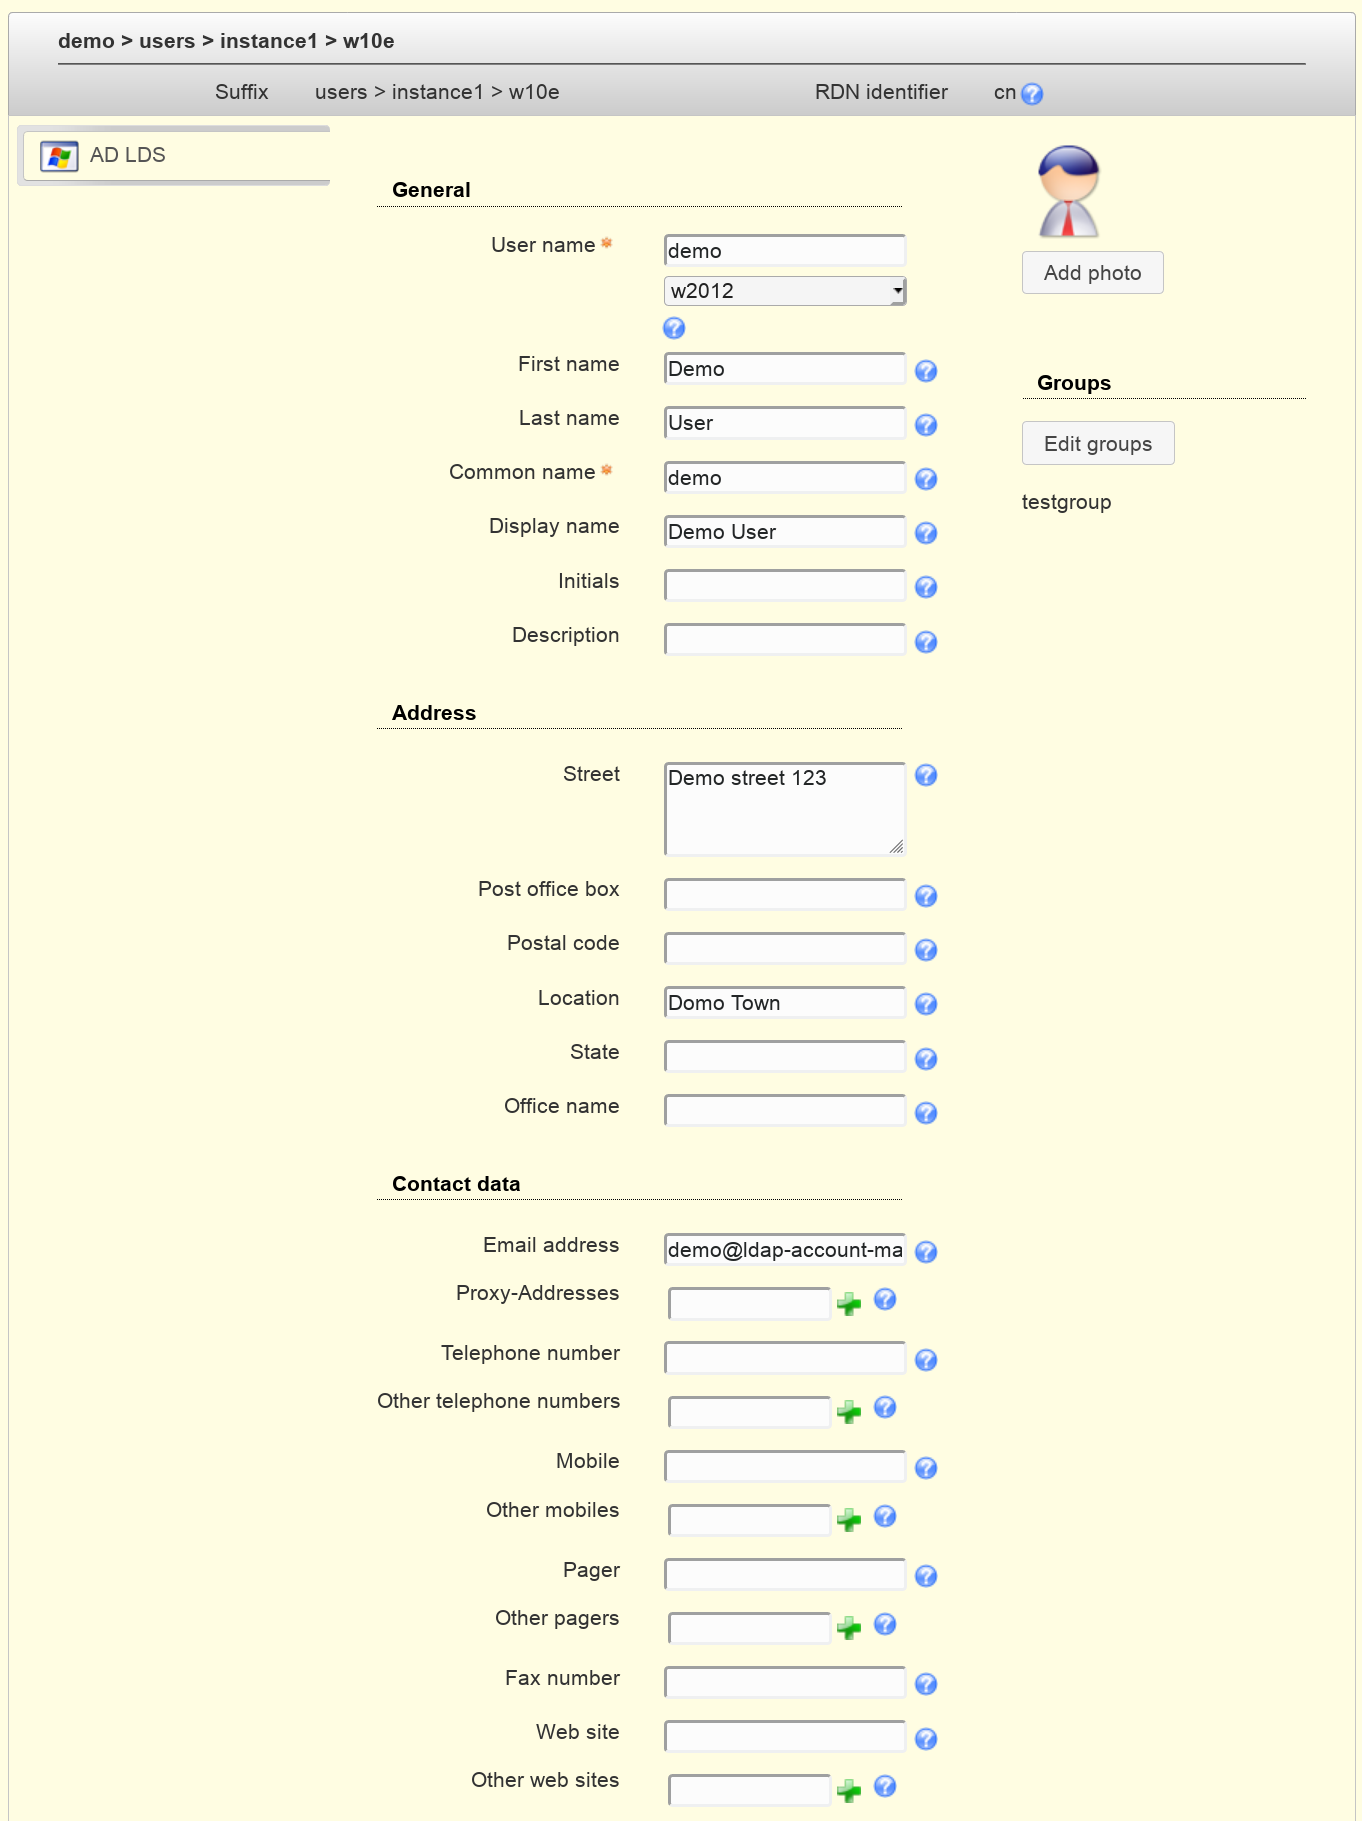 demo > users > instance1 > w10e
Suffix users > instance1 > w10e RDN identifier cn
AD LDS
General
User name demo
w2012
First name Demo
Last name User
Common name demo
Display name Demo User
Initials
Description
Add photo
Groups
Edit groups
testgroup
Address
Street Demo street 123
Post office box
Postal code
Location Domo Town
State
Office name
Contact data
Email address demo@ldap-account-ma
Proxy-Addresses
Telephone number
Other telephone numbers
Mobile
Other mobiles
Pager
Other pagers
Fax number
Web site
Other web sites